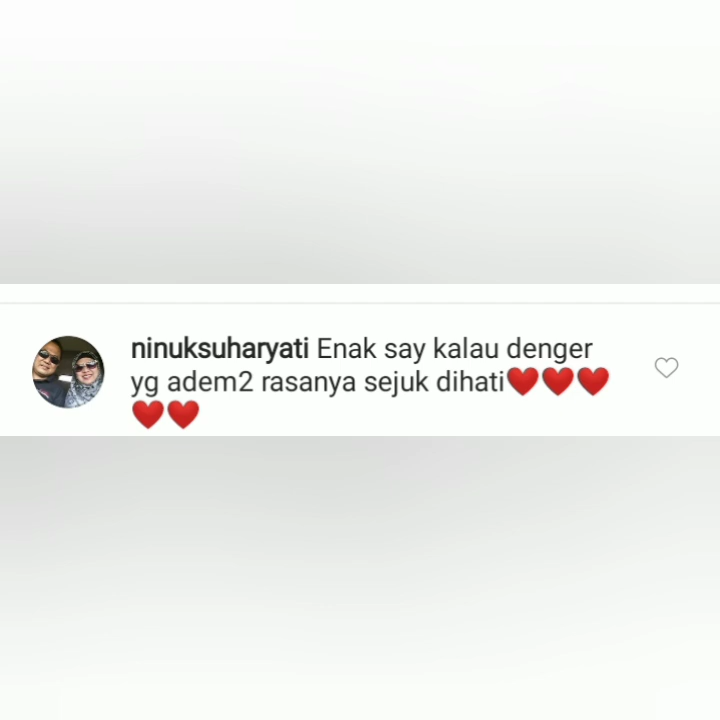 ninuksuharyati Enak say kalau denger
yg adem2 rasanya sejuk dihati❤️❤️❤️
❤️❤️